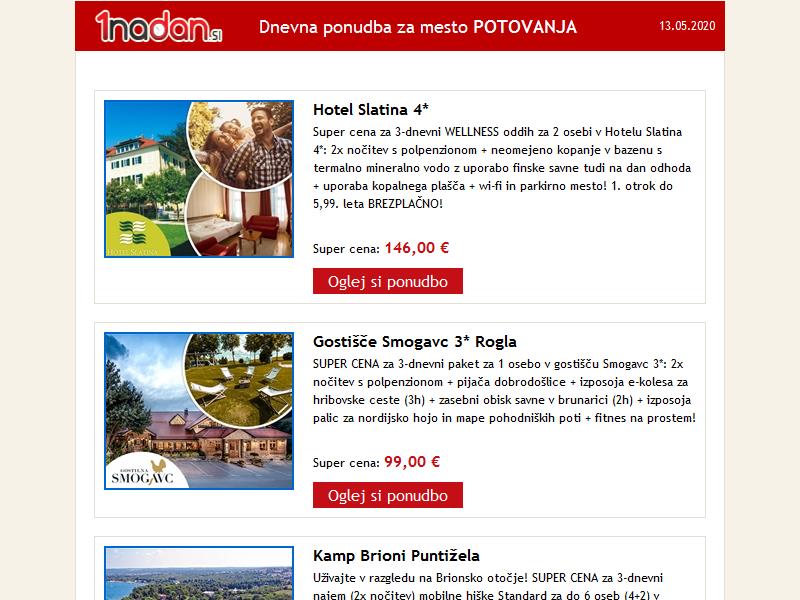 1nadan.si
Dnevna ponudba za mesto POTOVANJA
13.05.2020
Hotel Slatina 4*
Super cena za 3-dnevni WELLNESS oddih za 2 osebi v Hotelu Slatina
4*: 2x nočitev s polpenzionom + neomejeno kopanje v bazenu s
termalno mineralno vodo z uporabo finske savne tudi na dan odhoda
+ uporaba kopalnega plašča + wi-fi in parkirno mesto! 1. otrok do
5,99. leta BREZPLAČNO!
HOTEL SLATINA
Super cena: 146,00 €
Oglej si ponudbo
Gostišče Smogavc 3* Rogla
SUPER CENA za 3-dnevni paket za 1 osebo v gostišču Smogavc 3*: 2x
nočitev s polpenzionom + pijača dobrodošlice + izposoja e-kolesa za
hribovske ceste (3h) + zasebni obisk savne v brunarici (2h) + izposoja
palic za nordijsko hojo in mape pohodniških poti + fitnes na prostem!
GOSTILNA
SMOGAVC
Super cena: 99,00 €
Oglej si ponudbo
Kamp Brioni Puntižela
Uživajte v razgledu na Brionsko otočje! SUPER CENA za 3-dnevni
najem (2x nočitev) mobilne hiške Standard za do 6 oseb (4+2) v